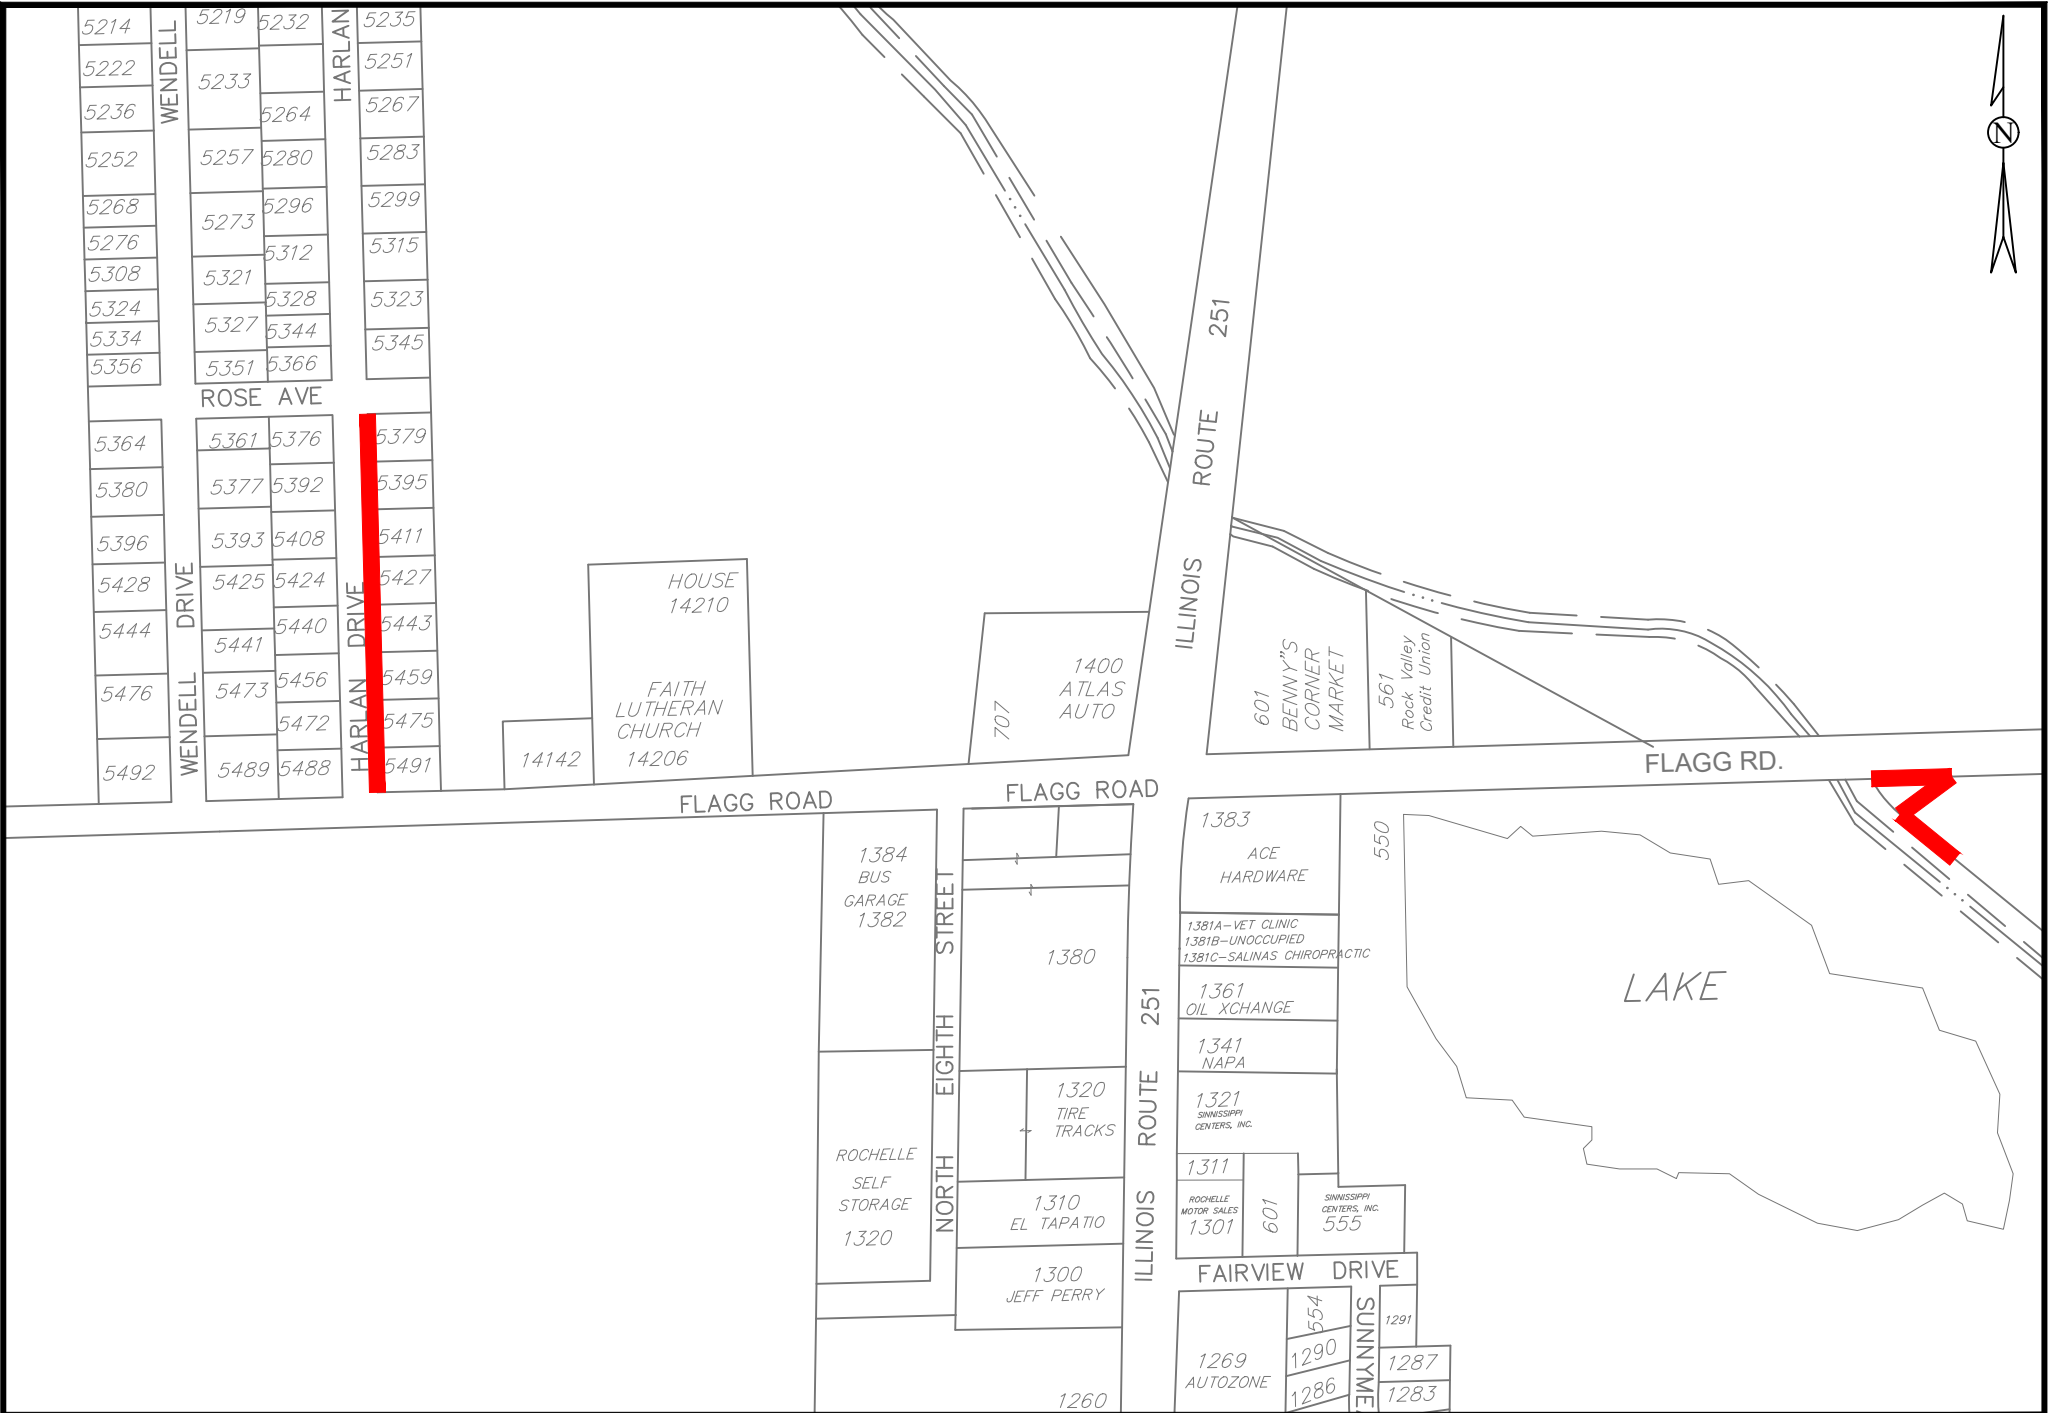 5214
5222
5236
5252
5268
5276
5308
5324
5334
5356
WENDELL
5219
5233
5257
5273
5321
5327
5351
5232
5264
5280
5296
5312
5328
5344
5366
HARLAN
5235
5251
5267
5283
5299
5315
5323
5345
ROSE AVE
5364
5380
5396
5428
5444
5476
5492
WENDELL DRIVE
5361
5377
5393
5425
5441
5473
5489
5376
5392
5408
5424
5440
5456
5472
5488
HARLAN DRIVE
5379
5395
5411
5427
5443
5459
5475
5491
14142
HOUSE
14210
FAITH
LUTHERAN
CHURCH
14206
707
1400
ATLAS
AUTO
ILLINOIS ROUTE 251
601
BENNY"S
CORNER
MARKET
561
Rock Valley
Credit Union
N
FLAGG ROAD
FLAGG ROAD
FLAGG RD.
1384
BUS
GARAGE
1382
ROCHELLE
SELF
STORAGE
1320
NORTH EIGHTH STREET
1380
1320
TIRE
TRACKS
1310
EL TAPATIO
1300
JEFF PERRY
1260
ILLINOIS ROUTE 251
1383
ACE
HARDWARE
550
1381A-VET CLINIC
1381B-UNOCCUPIED
1381C-SALINAS CHIROPRACTIC
1361
OIL XCHANGE
1341
NAPA
1321
SINNISSIPPI
CENTERS, INC.
1311
ROCHELLE
MOTOR SALES
1301
601
SINNISSIPPI
CENTERS, INC.
555
LAKE
FAIRVIEW DRIVE
1269
AUTOZONE
554
1290
1286
SUNNYME
1291
1287
1283